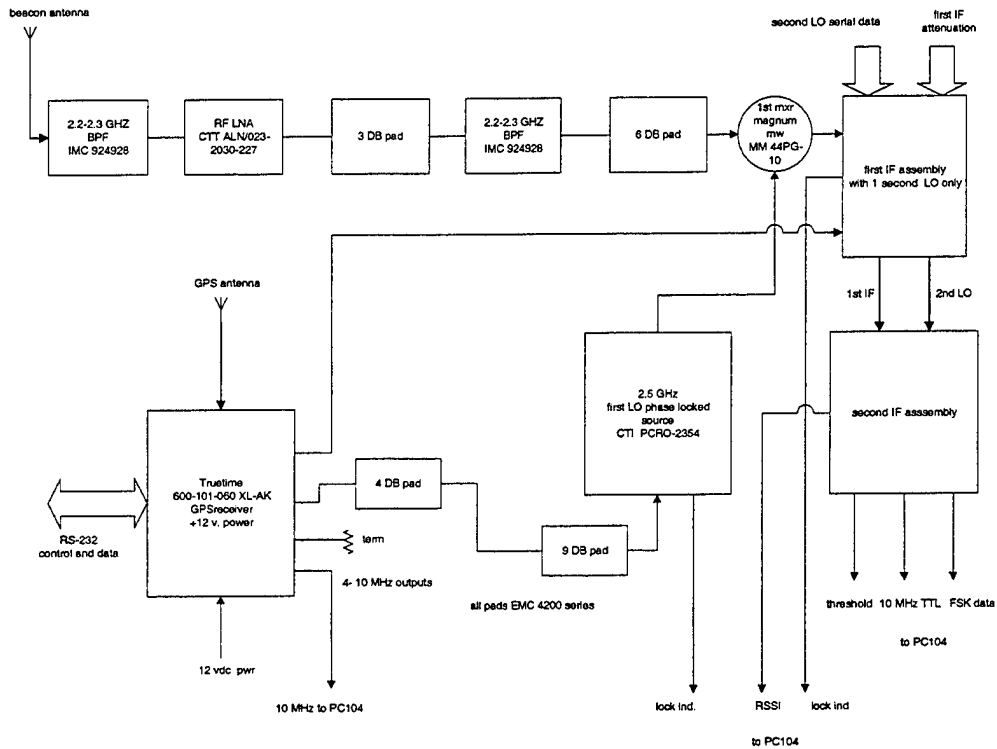 beacon antenna
second LO serial data
first IF
attenuation
2.2-2.3 GHZ
BPF
IMC 924928
RF LNA
CTT ALN/023-
2030-227
3 DB pad
2.2-2.3 GHZ
BPF
IMC 924928
6 DB pad
1st mxr
magnum
mw
MM 44PG-
10
first IF assembly
with 1 second LO only
GPS antenna
1st IF
2nd LO
2.5 GHz
first LO phase locked
source
CTI PCRO-2354
second IF asssembly
Truetime
600-101-060 XL-AK
GPSreceiver
+12 v. power
4 DB pad
RS-232
control and data
term
9 DB pad
4- 10 MHz outputs
all pads EMC 4200 series
threshold 10 MHz TTL FSK data
to PC104
12 vdc pwr
10 MHz to PC104
lock ind.
RSSI
lock ind
to PC104